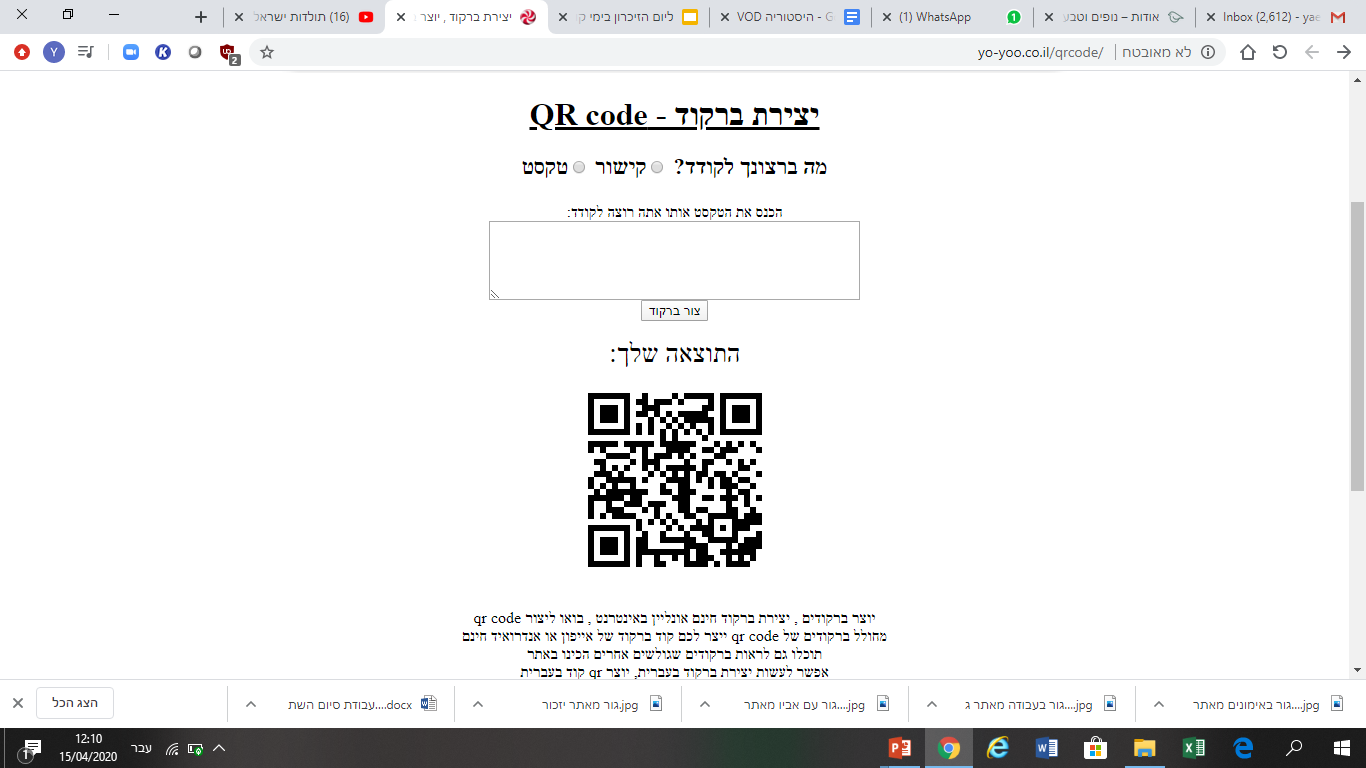 (16) תולדות ישראל
יצירת ברקוד , יוצר
ליום הזיכרון בימי
היסטוריה VOD - G
(1) WhatsApp
1
אודות – נופים וטבע
Inbox (2,612) - yae
Y
K
2
yo-yoo.co.il/qrcode/
לא מאובטח
יצירת ברקוד - QR code
מה ברצונך לקודד? קישור טקסט
הכנס את הטקסט אותו אתה רוצה לקודד:
צור ברקוד
התוצאה שלך:
יוצר ברקודים , יצירת ברקוד חינם אונליין באינטרנט , בואו ליצור qr code
מחולל ברקודים של qr code ייצר לכם קוד ברקוד של אייפון או אנדרואיד חינם
תוכלו גם לראות ברקודים שגולשים אחרים הכינו באתר
אפשר לעשות יצירת ברקוד בעברית, יוצר qr קוד בעברית
גור באימונים מאתר....jpg
גור בעבודה מאתר ג....jpg
גור עם אביו מאתר....jpg
גור מאתר יזכור.jpg
עבודת סיום השת....docx
הצג הכל
12:10
15/04/2020
עבר
1